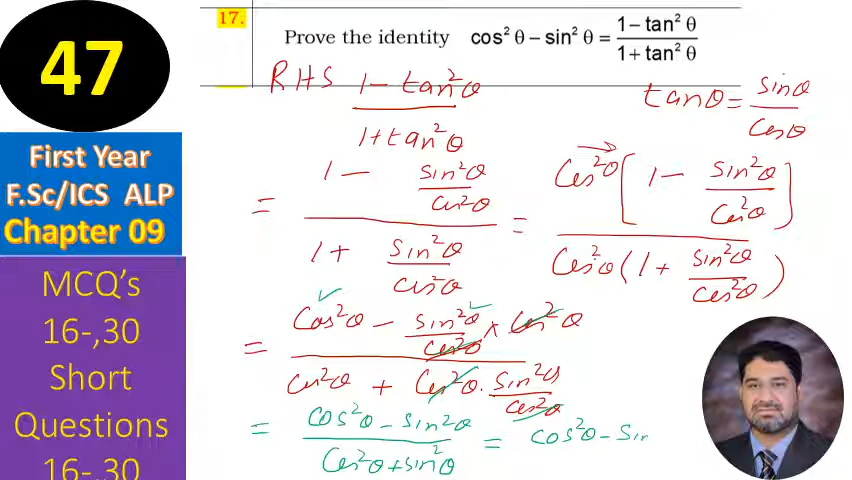 47
First Year
F.Sc/ICS ALP
Chapter 09
MCQ's
16-,30
Short
Questions
16-.30
17.
Prove the identity cos² θ – sin² θ = (1 – tan² θ)/(1 + tan² θ)
RHS (1 - tan²θ)/(1 + tan²θ)
tanθ = sinθ/cosθ
= (1 - sin²θ/cos²θ)/(1 + sin²θ/cos²θ) = cos²θ[1 - sin²θ/cos²θ]/cos²θ(1 + sin²θ/cos²θ)
= (cos²θ - sin²θ/cos²θ × cos²θ)/(cos²θ + cos²θ · sin²θ/cos²θ)
= (cos²θ - sin²θ)/(cos²θ + sin²θ) = cos²θ - sin